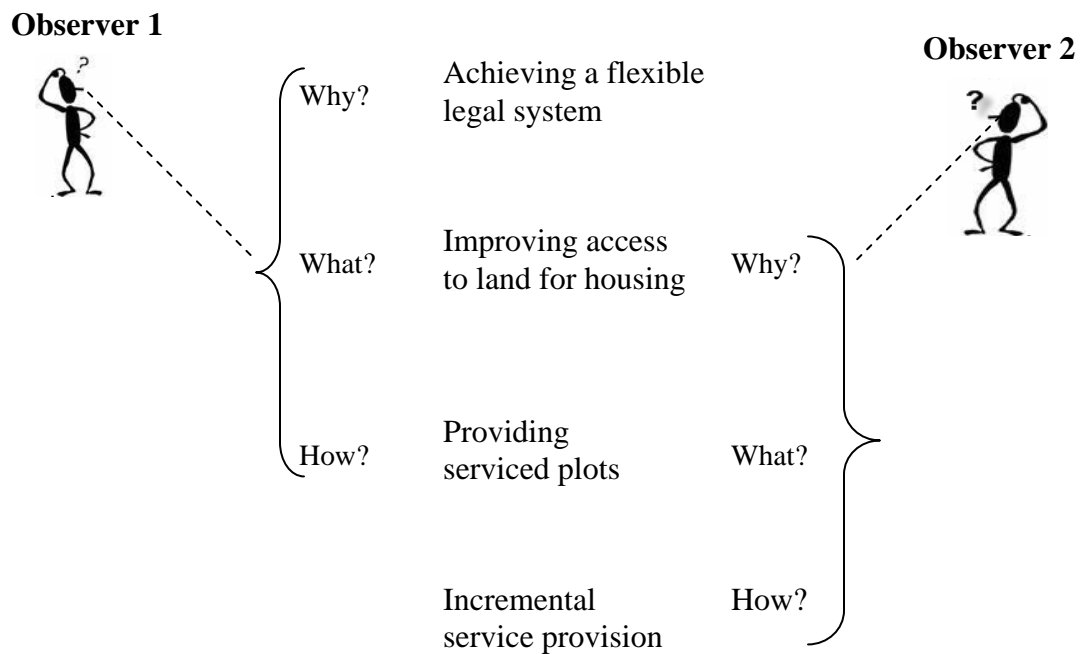 Observer 1
Observer 2
?
?
Why?
Achieving a flexible
legal system
What?
Improving access
to land for housing
Why?
How?
Providing
serviced plots
What?
Incremental
service provision
How?